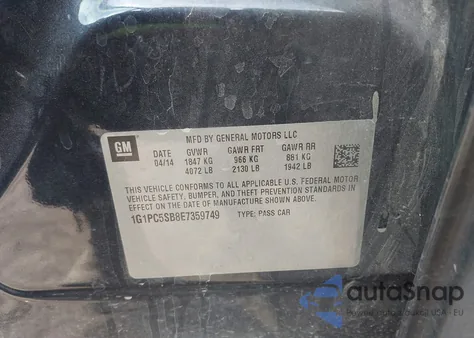 GM
MFD BY GENERAL MOTORS LLC
DATE GVWR GAWR FRT GAWR RR
04/14 1847 KG 966 KG 881 KG
4072 LB 2130 LB 1942 LB
THIS VEHICLE CONFORMS TO ALL APPLICABLE U.S. FEDERAL MOTOR
VEHICLE SAFETY, BUMPER, AND THEFT PREVENTION STANDARDS
IN EFFECT ON THE DATE OF MANUFACTURE SHOWN ABOVE.
1G1PC5SB8E7359749 TYPE: PASS CAR
autoSnap